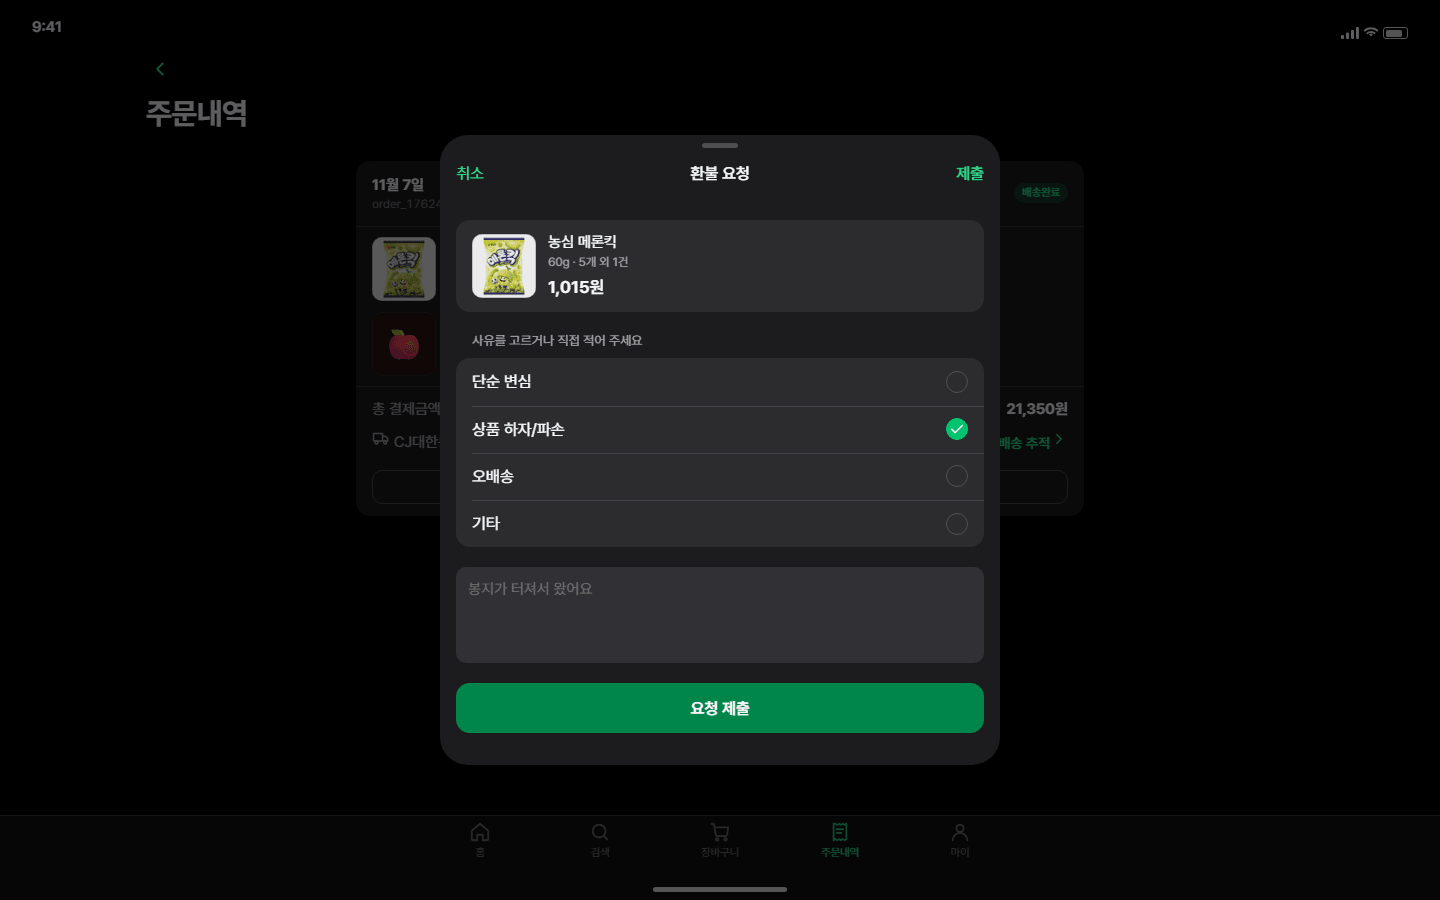 9:41
주문내역
11월 7일
order_17624
배송완료
취소
환불 요청
제출
메론킥
농심 메론킥
60g · 5개 외 1건
1,015원
사유를 고르거나 직접 적어 주세요
단순 변심
상품 하자/파손
오배송
기타
총 결제금액
21,350원
CJ대한
배송 추적
봉지가 터져서 왔어요
요청 제출
홈
검색
장바구니
주문내역
마이